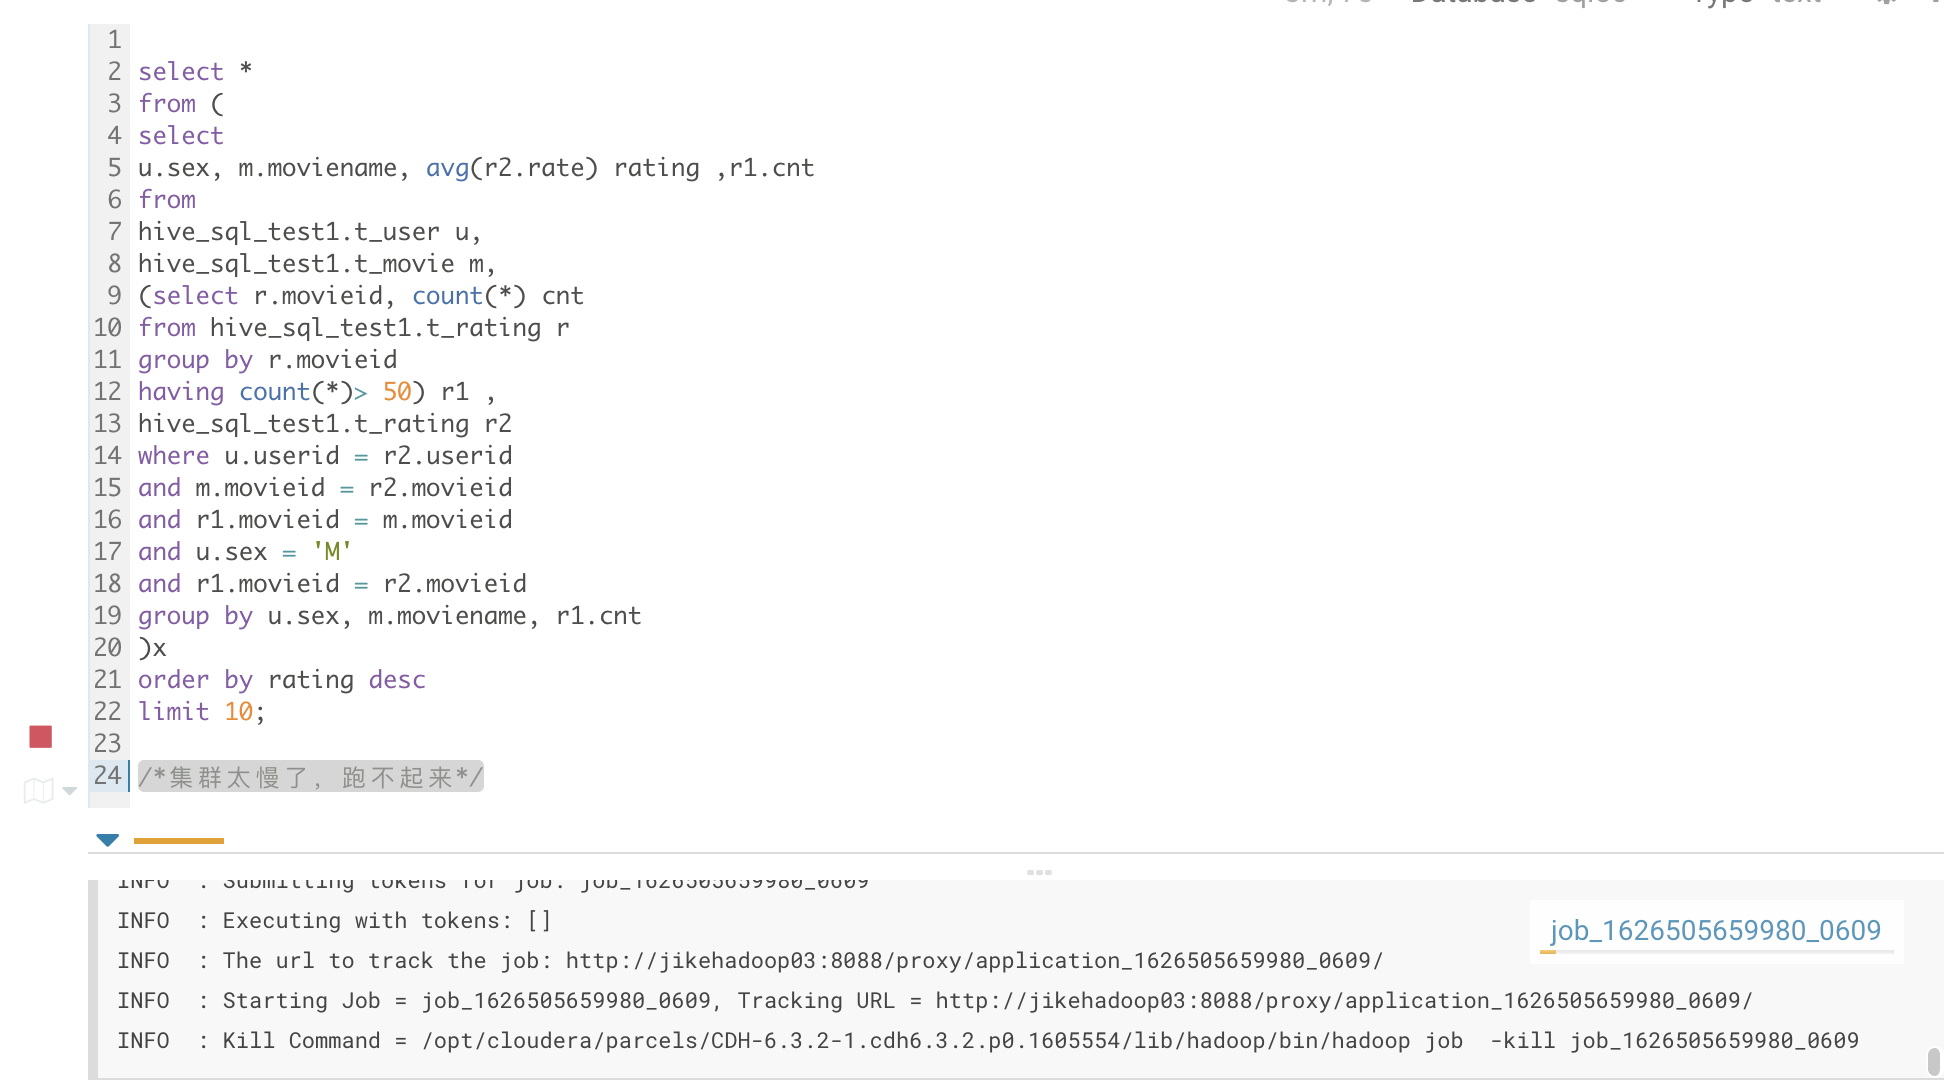 1
2 select *
3 from (
4 select
5 u.sex, m.moviename, avg(r2.rate) rating ,r1.cnt
6 from
7 hive_sql_test1.t_user u,
8 hive_sql_test1.t_movie m,
9 (select r.movieid, count(*) cnt
10 from hive_sql_test1.t_rating r
11 group by r.movieid
12 having count(*)> 50) r1 ,
13 hive_sql_test1.t_rating r2
14 where u.userid = r2.userid
15 and m.movieid = r2.movieid
16 and r1.movieid = m.movieid
17 and u.sex = 'M'
18 and r1.movieid = r2.movieid
19 group by u.sex, m.moviename, r1.cnt
20 )x
21 order by rating desc
22 limit 10;
23
24 /*集群太慢了，跑不起来*/
INFO : Submitting tokens for job: job_1626505659980_0609
INFO : Executing with tokens: []
job_1626505659980_0609
INFO : The url to track the job: http://jikehadoop03:8088/proxy/application_1626505659980_0609/
INFO : Starting Job = job_1626505659980_0609, Tracking URL = http://jikehadoop03:8088/proxy/application_1626505659980_0609/
INFO : Kill Command = /opt/cloudera/parcels/CDH-6.3.2-1.cdh6.3.2.p0.1605554/lib/hadoop/bin/hadoop job -kill job_1626505659980_0609